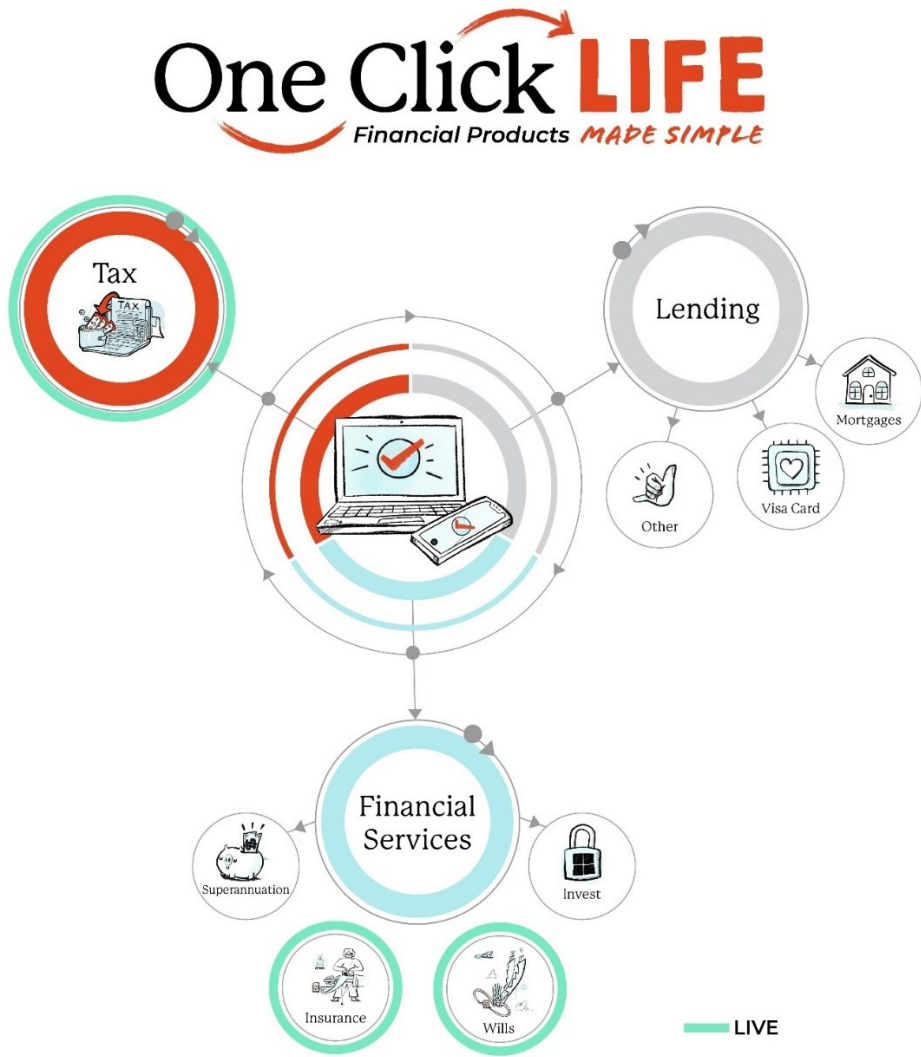 One Click LIFE
Financial Products MADE SIMPLE
Tax
TAX
Lending
Mortgages
Visa Card
Other
Financial
Services
Superannuation
Invest
Insurance
Wills
LIVE